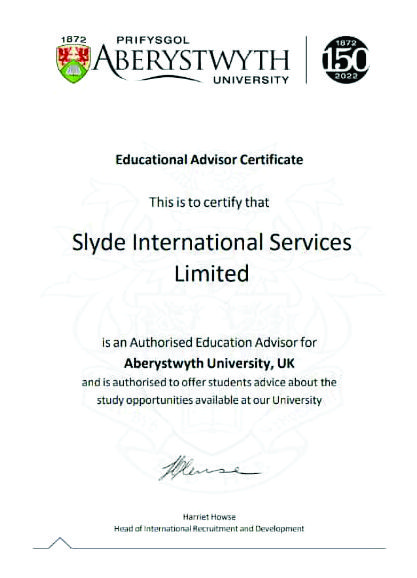 1872
PRIFYSGOL
ABERYSTWYTH
UNIVERSITY
1872
150
2022
Educational Advisor Certificate
This is to certify that
Slyde International Services
Limited
is an Authorised Education Advisor for
Aberystwyth University, UK
and is authorised to offer students advice about the
study opportunities available at our University
HHowse
Harriet Howse
Head of International Recruitment and Development